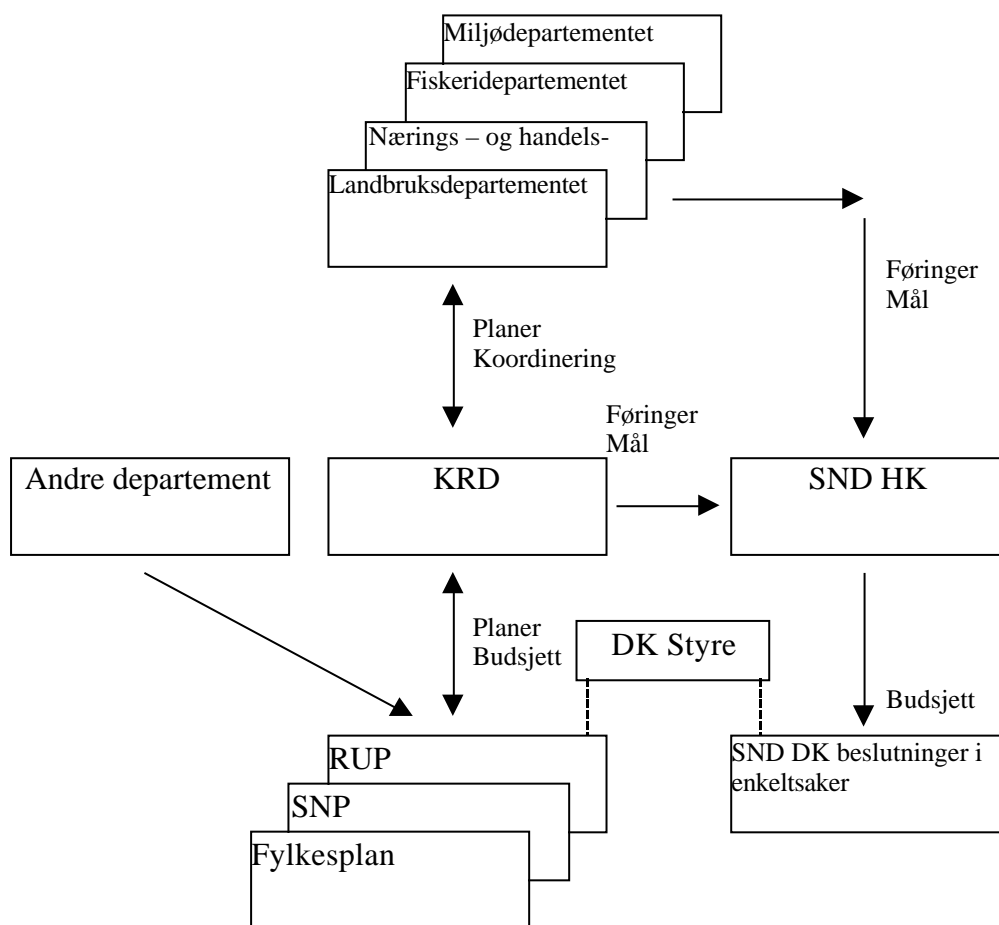 Miljødepartementet
Fiskeridepartementet
Nærings – og handels-
Landbruksdepartementet
Føringer
Mål
Planer
Koordinering
Føringer
Mål
Andre departement
KRD
SND HK
Planer
Budsjett
DK Styre
Budsjett
RUP
SND DK beslutninger i
enkeltsaker
SNP
Fylkesplan